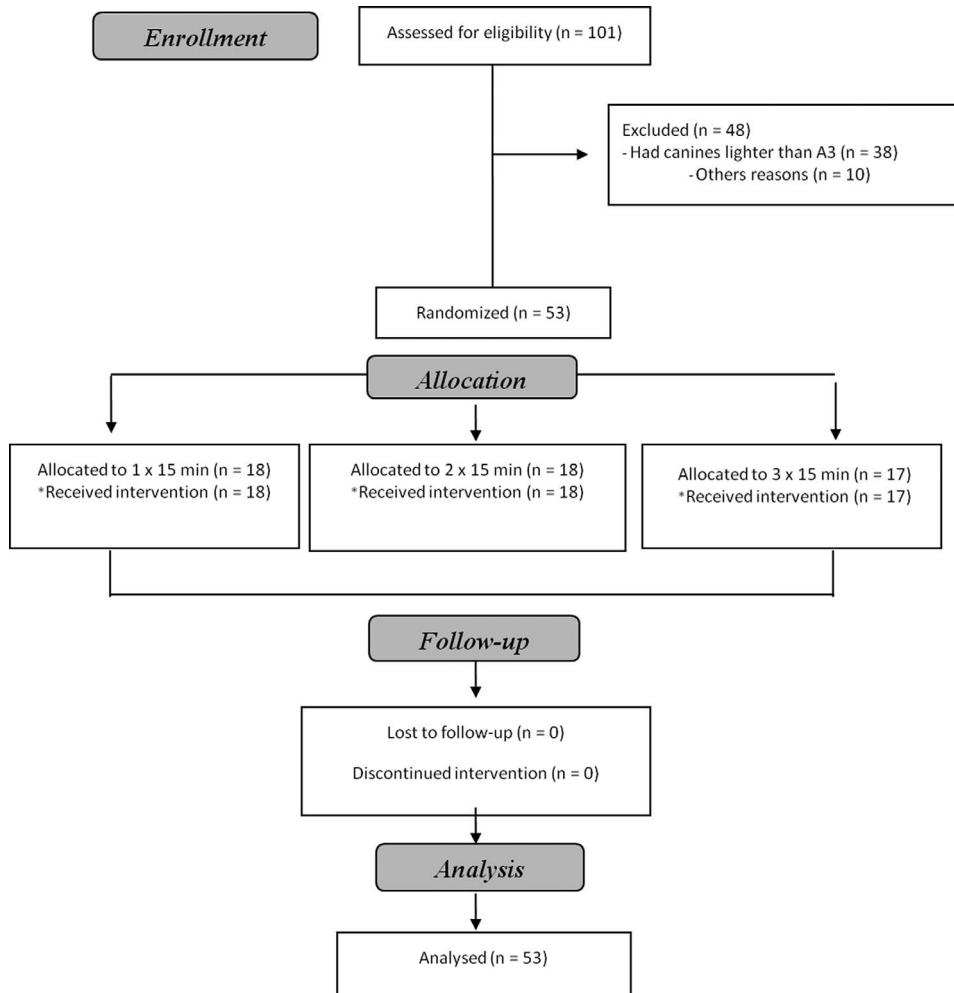 Enrollment
Assessed for eligibility (n = 101)
Excluded (n = 48)
- Had canines lighter than A3 (n = 38)
- Others reasons (n = 10)
Randomized (n = 53)
Allocation
Allocated to 1 x 15 min (n = 18)
*Received intervention (n = 18)
Allocated to 2 x 15 min (n = 18)
*Received intervention (n = 18)
Allocated to 3 x 15 min (n = 17)
*Received intervention (n = 17)
Follow-up
Lost to follow-up (n = 0)
Discontinued intervention (n = 0)
Analysis
Analysed (n = 53)